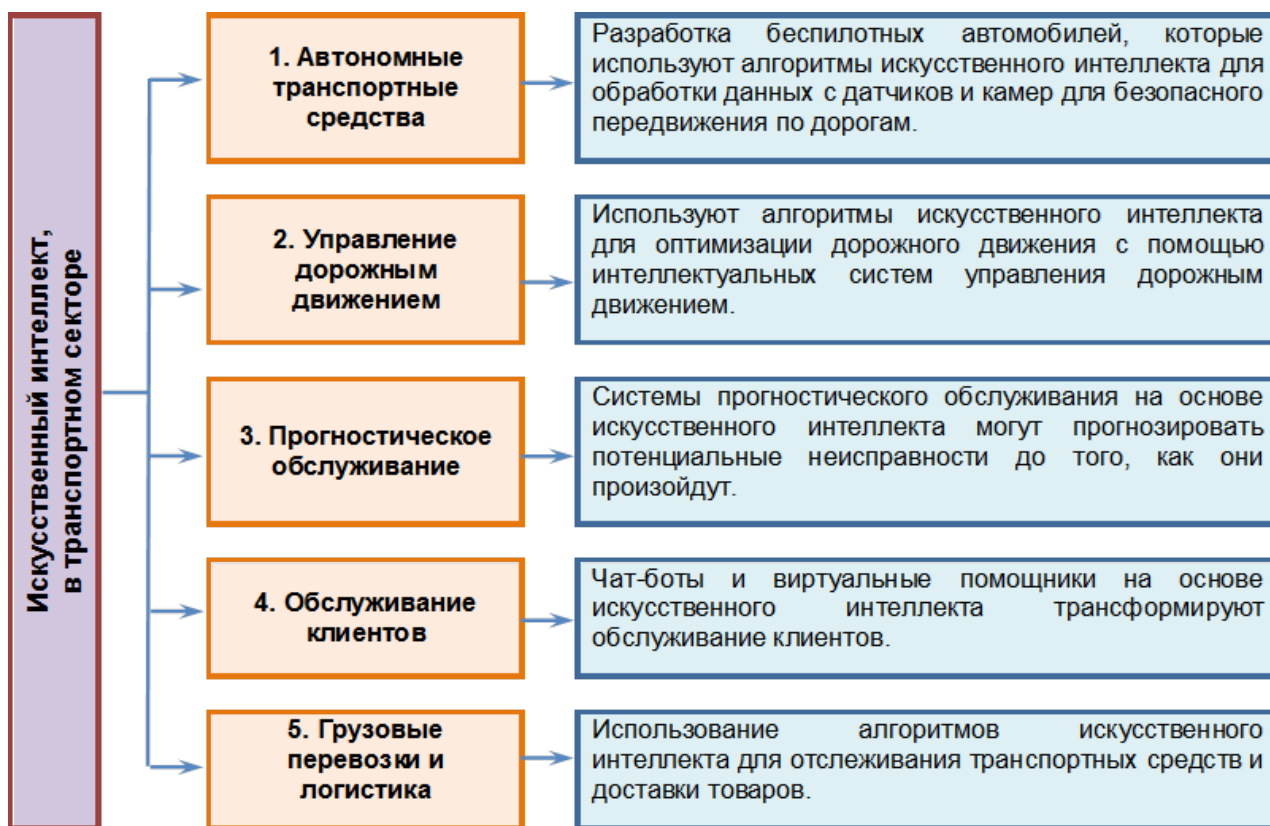 Искусственный интеллект,
в транспортном секторе
1. Автономные
транспортные
средства
Разработка беспилотных автомобилей, которые
используют алгоритмы искусственного интеллекта для
обработки данных с датчиков и камер для безопасного
передвижения по дорогам.
2. Управление
дорожным
движением
Используют алгоритмы искусственного интеллекта
для оптимизации дорожного движения с помощью
интеллектуальных систем управления дорожным
движением.
3. Прогностическое
обслуживание
Системы прогностического обслуживания на основе
искусственного интеллекта могут прогнозировать
потенциальные неисправности до того, как они
произойдут.
4. Обслуживание
клиентов
Чат-боты и виртуальные помощники на основе
искусственного интеллекта трансформируют
обслуживание клиентов.
5. Грузовые
перевозки и
логистика
Использование алгоритмов искусственного
интеллекта для отслеживания транспортных средств и
доставки товаров.